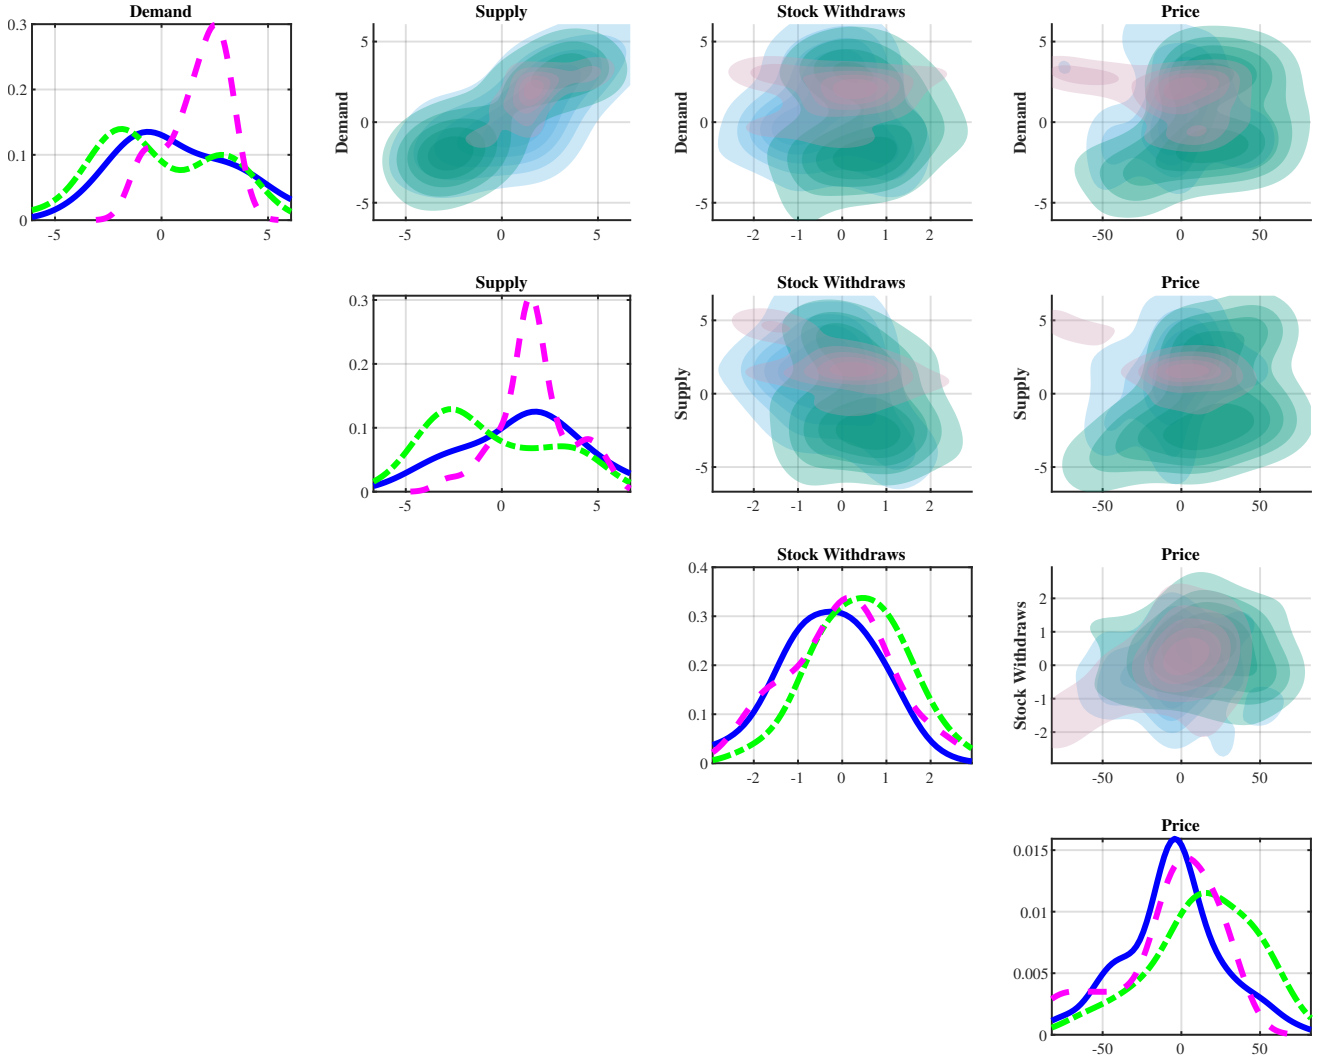 Demand Supply Stock Withdraws Price
0.3
0.2
0.1
0
-5 0 5
Demand
5
0
-5
-5 0 5
Demand
5
0
-5
-2 -1 0 1 2
Demand
5
0
-5
-50 0 50
Supply Stock Withdraws Price
0.3
0.2
0.1
0
-5 0 5
Supply
5
0
-5
-2 -1 0 1 2
Supply
5
0
-5
-50 0 50
Stock Withdraws Price
0.4
0.3
0.2
0.1
0
-2 -1 0 1 2
Stock Withdraws
2
1
0
-1
-2
-50 0 50
Price
0.015
0.01
0.005
0
-50 0 50